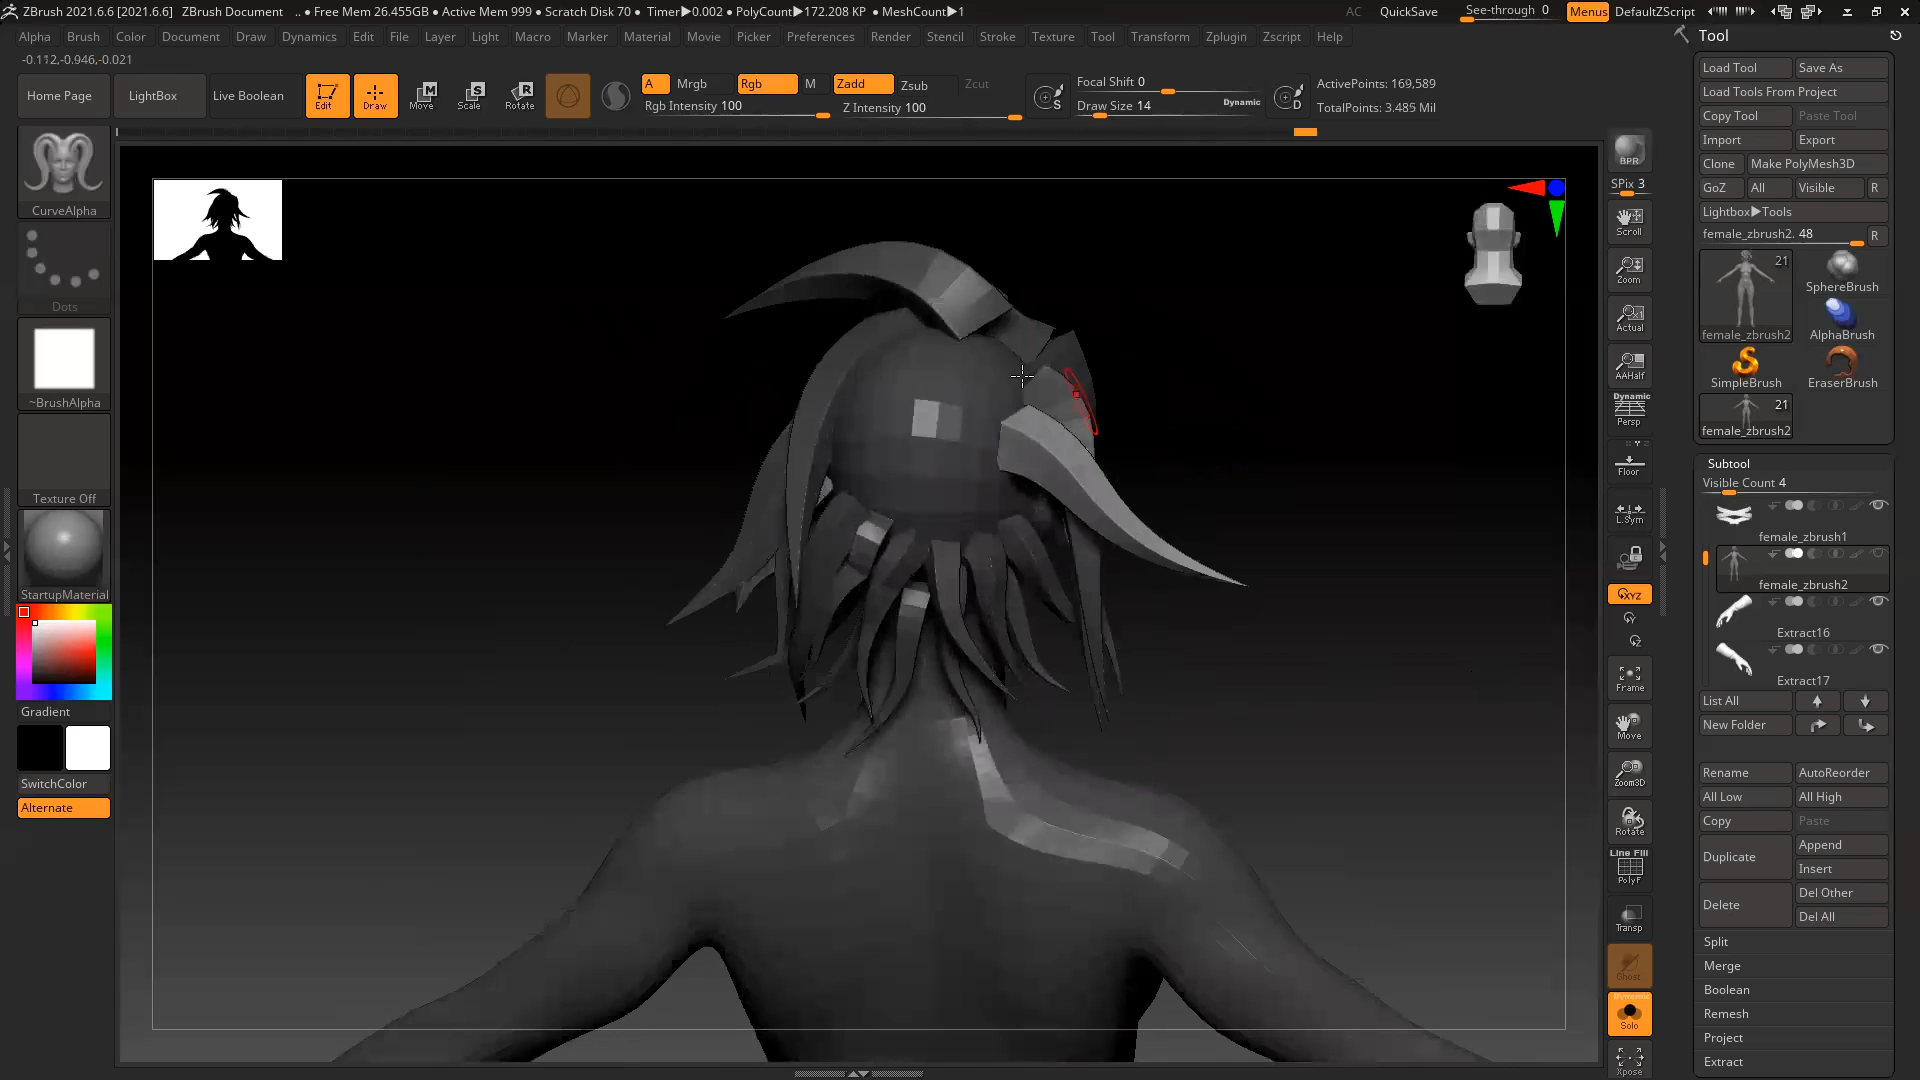 ZBrush 2021.6.6 [2021.6.6] ZBrush Document .. ● Free Mem 26.455GB ● Active Mem 999 ● Scratch Disk 70 ● Timer▶0.002 ● PolyCount▶172.208 KP ● MeshCount▶1 AC QuickSave See-through 0 Menus DefaultZScript
Alpha Brush Color Document Draw Dynamics Edit File Layer Light Macro Marker Material Movie Picker Preferences Render Stencil Stroke Texture Tool Transform Zplugin Zscript Help
-0.112,-0.946,-0.021
Home Page LightBox Live Boolean Edit Draw Move Scale Rotate
A Mrgb Rgb M Zadd Zsub Zcut
Rgb Intensity 100 Z Intensity 100
S Focal Shift 0
Draw Size 14 Dynamic
D ActivePoints: 169,589
TotalPoints: 3.485 Mil
CurveAlpha
Dots
~BrushAlpha
Texture Off
StartupMaterial
Gradient
SwitchColor
Alternate
BPR
SPix 3
Scroll
Zoom
Actual
AAHalf
Dynamic
Persp
Floor
L.Sym
XYZ
Y
Z
Frame
Move
Zoom3D
Rotate
Line Fill
PolyF
Transp
Ghost
Dynamic
Solo
Xpose
Tool
Load Tool Save As
Load Tools From Project
Copy Tool Paste Tool
Import Export
Clone Make PolyMesh3D
GoZ All Visible R
Lightbox▶Tools
female_zbrush2. 48 R
21
female_zbrush2
SphereBrush
AlphaBrush
SimpleBrush EraserBrush
21
female_zbrush2
Subtool
Visible Count 4
female_zbrush1
female_zbrush2
Extract16
Extract17
List All
New Folder
Rename AutoReorder
All Low All High
Copy Paste
Duplicate Append
Insert
Delete Del Other
Del All
Split
Merge
Boolean
Remesh
Project
Extract